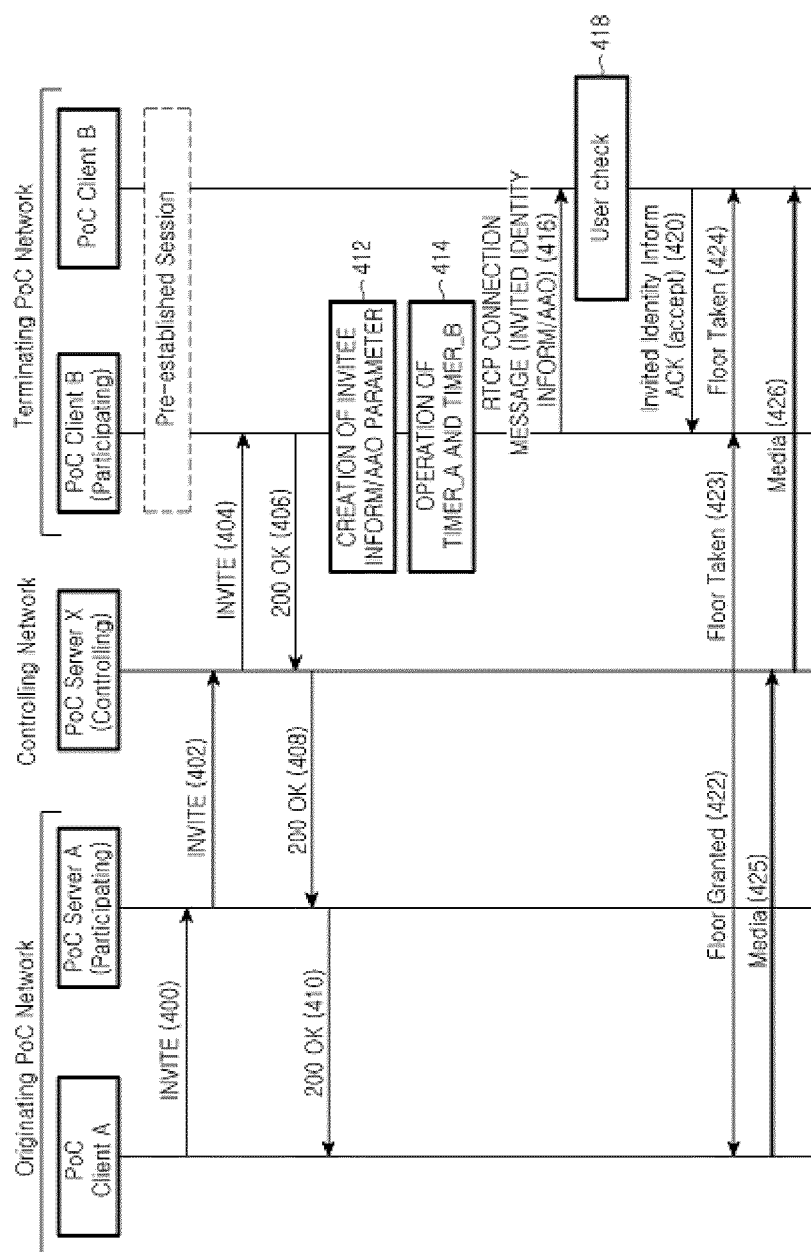 Originating PoC Network
Controlling Network
Terminating PoC Network
PoC
Client A
PoC Server A
(Participating)
PoC Server X
(Controlling)
PoC Client B
(Participating)
PoC Client B
Pre-established Session
INVITE (400)
INVITE (402)
INVITE (404)
200 OK (406)
200 OK (408)
200 OK (410)
CREATION OF INVITEE
INFORM/AAO PARAMETER
412
OPERATION OF
TIMER_A AND TIMER_B
414
RTCP CONNECTION
MESSAGE (INVITED IDENTITY
INFORM/AAO) (416)
User check
418
Invited Identity Inform
ACK (accept) (420)
Floor Granted (422)
Floor Taken (423)
Floor Taken (424)
Media (425)
Media (426)